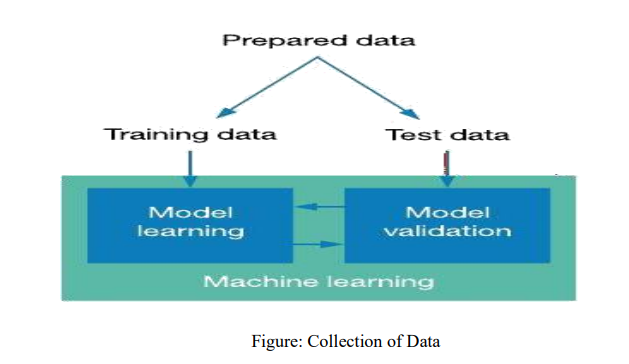 Prepared data
Training data
Test data
Model
learning
Model
validation
Machine learning
Figure: Collection of Data